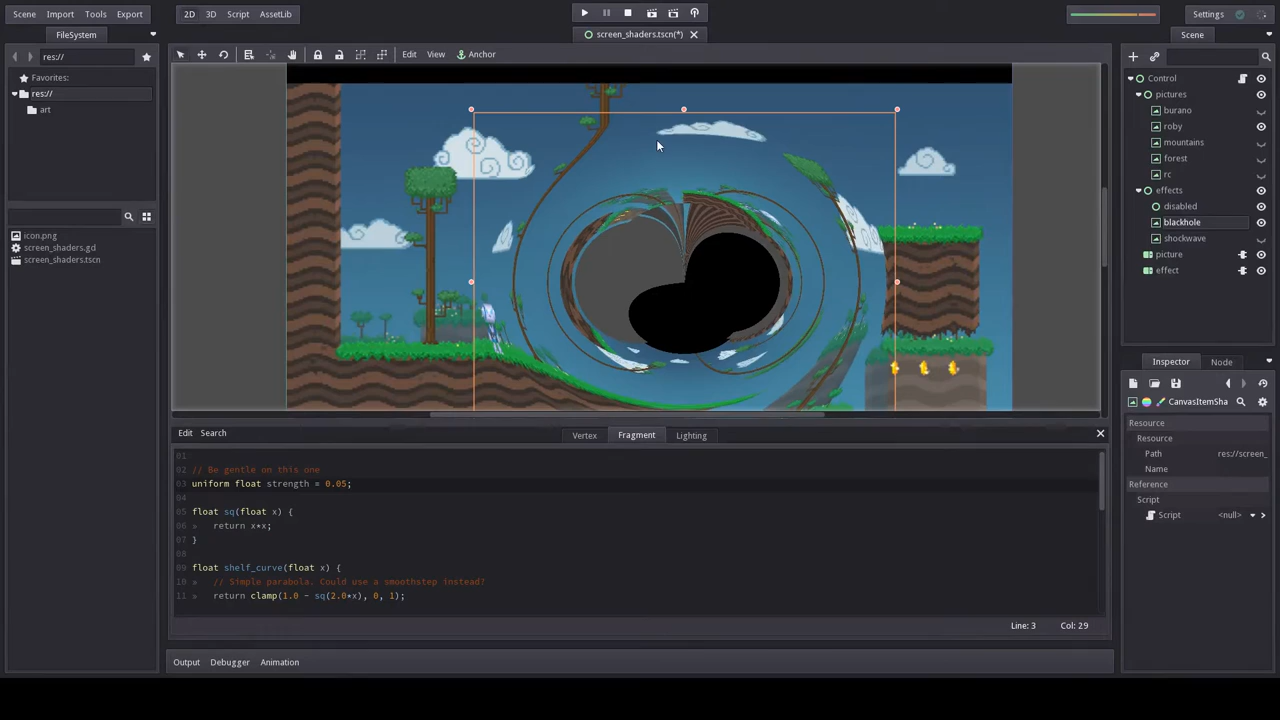 Scene Import Tools Export 2D 3D Script AssetLib Settings
FileSystem
screen_shaders.tscn(*)
Scene
res://
Edit View Anchor
Favorites:
res://
art
icon.png
screen_shaders.gd
screen_shaders.tscn
Control
pictures
burano
roby
mountains
forest
rc
effects
disabled
blackhole
shockwave
picture
effect
Inspector Node
CanvasItemSha
Resource
Resource
Path res://screen_
Name
Reference
Script
Script <null>
Edit Search Vertex Fragment Lighting
01
02 // Be gentle on this one
03 uniform float strength = 0.05;
04
05 float sq(float x) {
06 » return x*x;
07 }
08
09 float shelf_curve(float x) {
10 » // Simple parabola. Could use a smoothstep instead?
11 » return clamp(1.0 - sq(2.0*x), 0, 1);
Line: 3 Col: 29
Output Debugger Animation